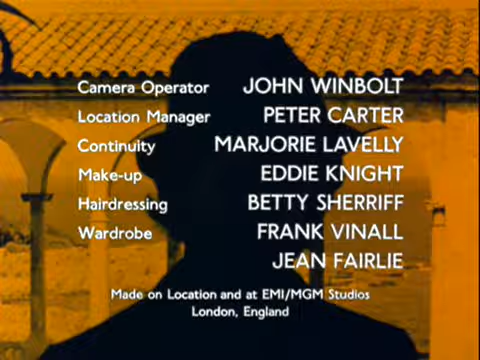 Camera Operator JOHN WINBOLT
Location Manager PETER CARTER
Continuity MARJORIE LAVELLY
Make-up EDDIE KNIGHT
Hairdressing BETTY SHERRIFF
Wardrobe FRANK VINALL
JEAN FAIRLIE
Made on Location and at EMI/MGM Studios
London, England